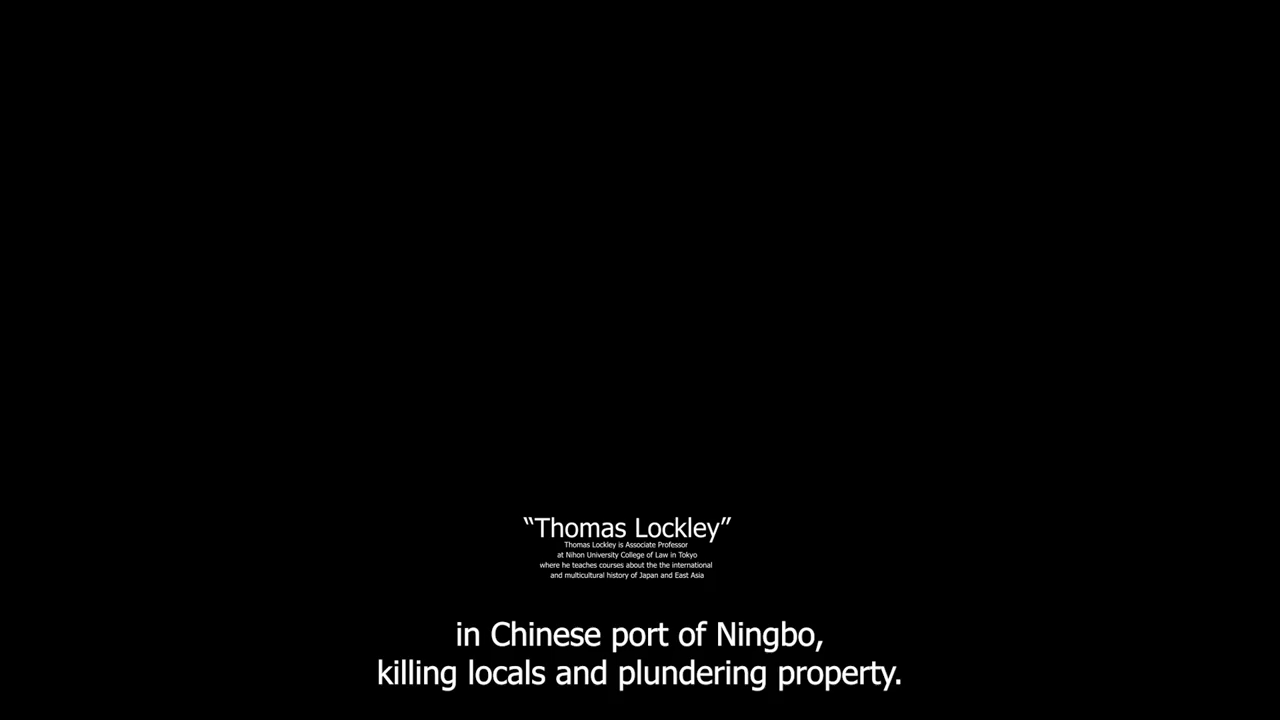 “Thomas Lockley”
Thomas Lockley is Associate Professor
at Nihon University College of Law in Tokyo
where he teaches courses about the the international
and multicultural history of Japan and East Asia
in Chinese port of Ningbo,
killing locals and plundering property.